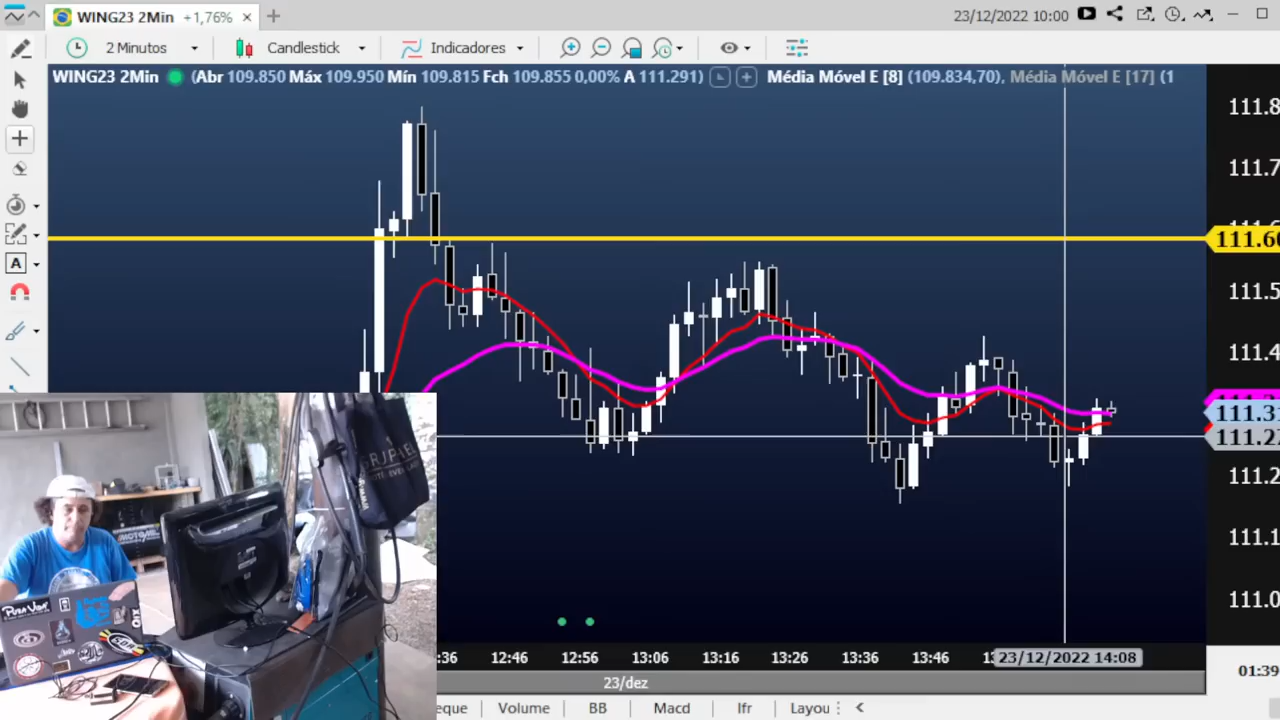 WING23 2Min +1,76%
23/12/2022 10:00
2 Minutos
Candlestick
Indicadores
WING23 2Min (Abr 109.850 Máx 109.950 Mín 109.815 Fch 109.855 0,00% A 111.291) Média Móvel E [8] (109.834,70), Média Móvel E [17] (1
111.8
111.7
111.60
111.5
111.4
111.31
111.2
111.1
111.0
A
PURA VIDA
:36 12:46 12:56 13:06 13:16 13:26 13:36 13:46 23/12/2022 14:08
01:39
23/dez
eque Volume BB Macd Ifr Layou